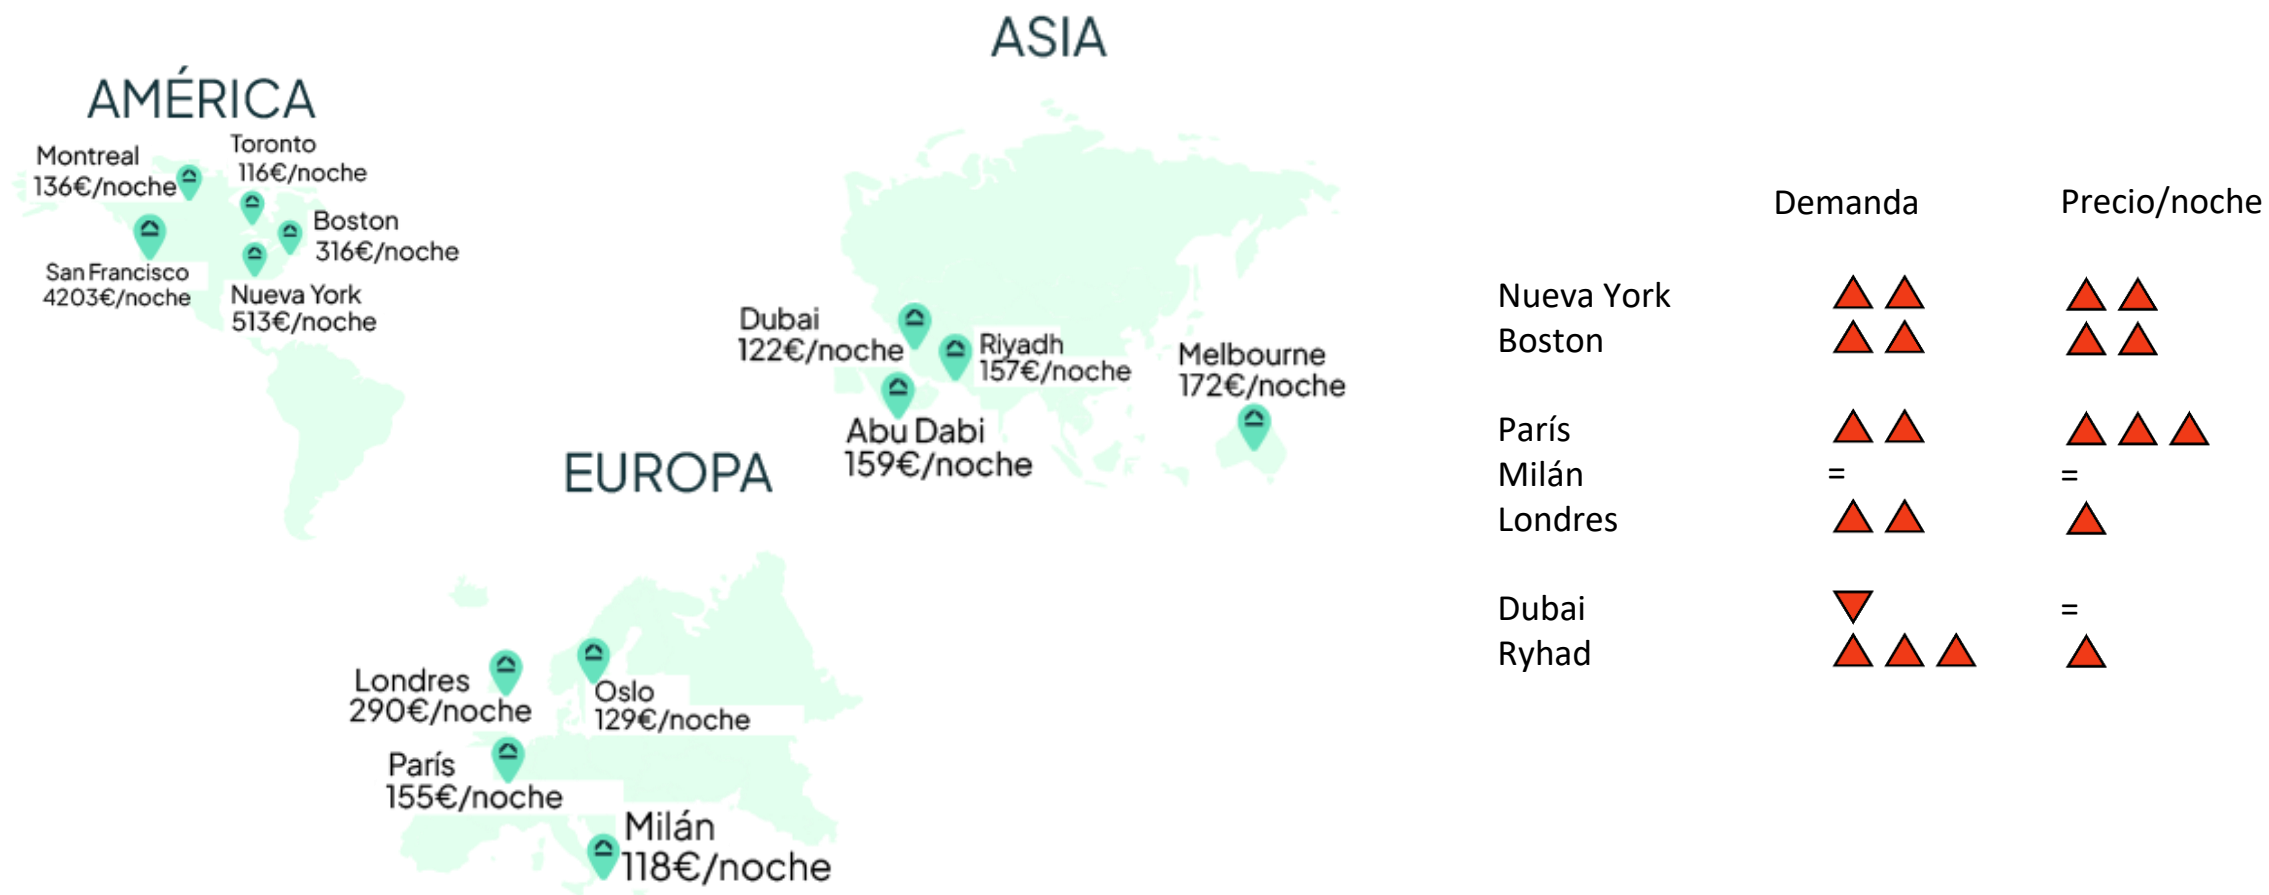 ASIA
AMÉRICA
Montreal
136€/noche
Toronto
116€/noche
Boston
316€/noche
San Francisco
4203€/noche
Nueva York
513€/noche
Dubai
122€/noche
Riyadh
157€/noche
Abu Dabi
159€/noche
Melbourne
172€/noche
EUROPA
Londres
290€/noche
Oslo
129€/noche
París
155€/noche
Milán
118€/noche
Demanda Precio/noche
Nueva York
Boston
París
Milán = =
Londres
Dubai =
Ryhad